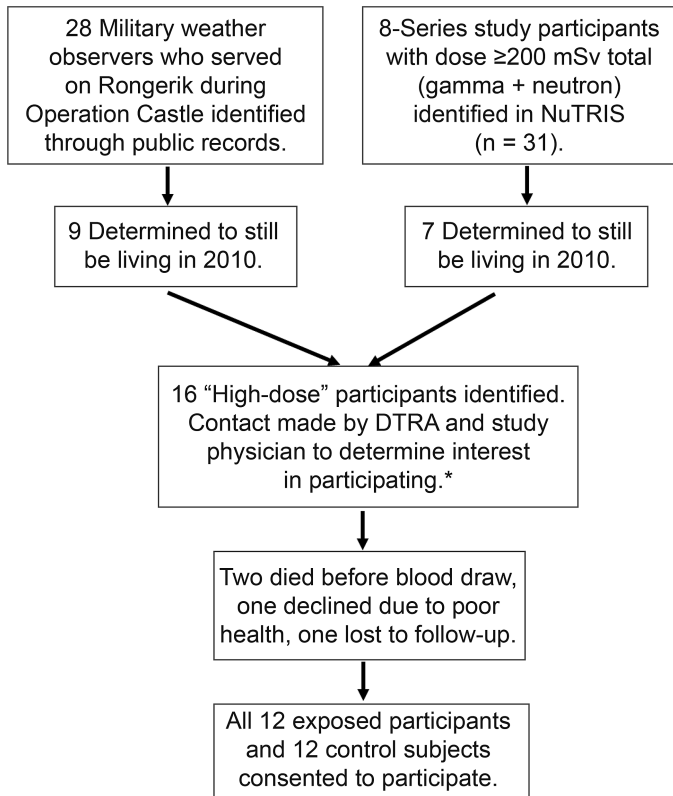 28 Military weather
observers who served
on Rongerik during
Operation Castle identified
through public records.
8-Series study participants
with dose ≥200 mSv total
(gamma + neutron)
identified in NuTRIS
(n = 31).
9 Determined to still
be living in 2010.
7 Determined to still
be living in 2010.
16 “High-dose” participants identified.
Contact made by DTRA and study
physician to determine interest
in participating.*
Two died before blood draw,
one declined due to poor
health, one lost to follow-up.
All 12 exposed participants
and 12 control subjects
consented to participate.